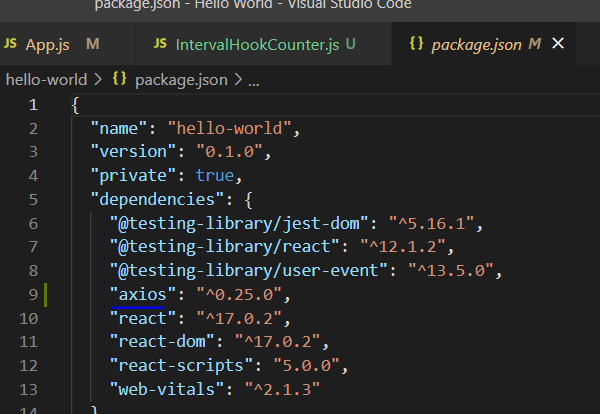 package.json - Hello World - Visual Studio Code
JS App.js M JS IntervalHookCounter.js U {} package.json M ✕
hello-world > {} package.json > ...
1 {
2 "name": "hello-world",
3 "version": "0.1.0",
4 "private": true,
5 "dependencies": {
6 "@testing-library/jest-dom": "^5.16.1",
7 "@testing-library/react": "^12.1.2",
8 "@testing-library/user-event": "^13.5.0",
9 "axios": "^0.25.0",
10 "react": "^17.0.2",
11 "react-dom": "^17.0.2",
12 "react-scripts": "5.0.0",
13 "web-vitals": "^2.1.3"
14 }